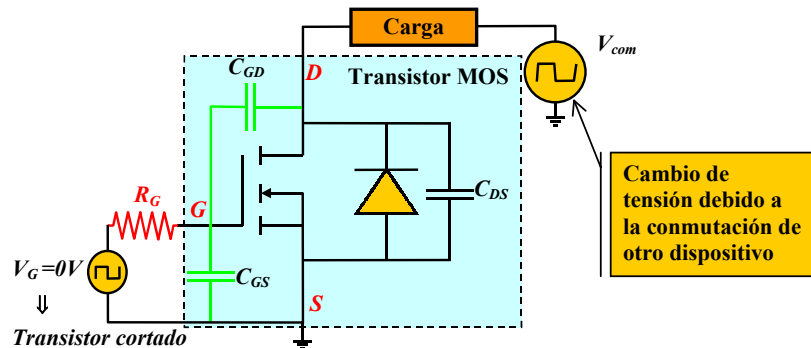 Carga
V_com
C_GD
D
Transistor MOS
C_DS
R_G
G
V_G=0V
⇓
Transistor cortado
C_GS
S
Cambio de
tensión debido a
la conmutación de
otro dispositivo